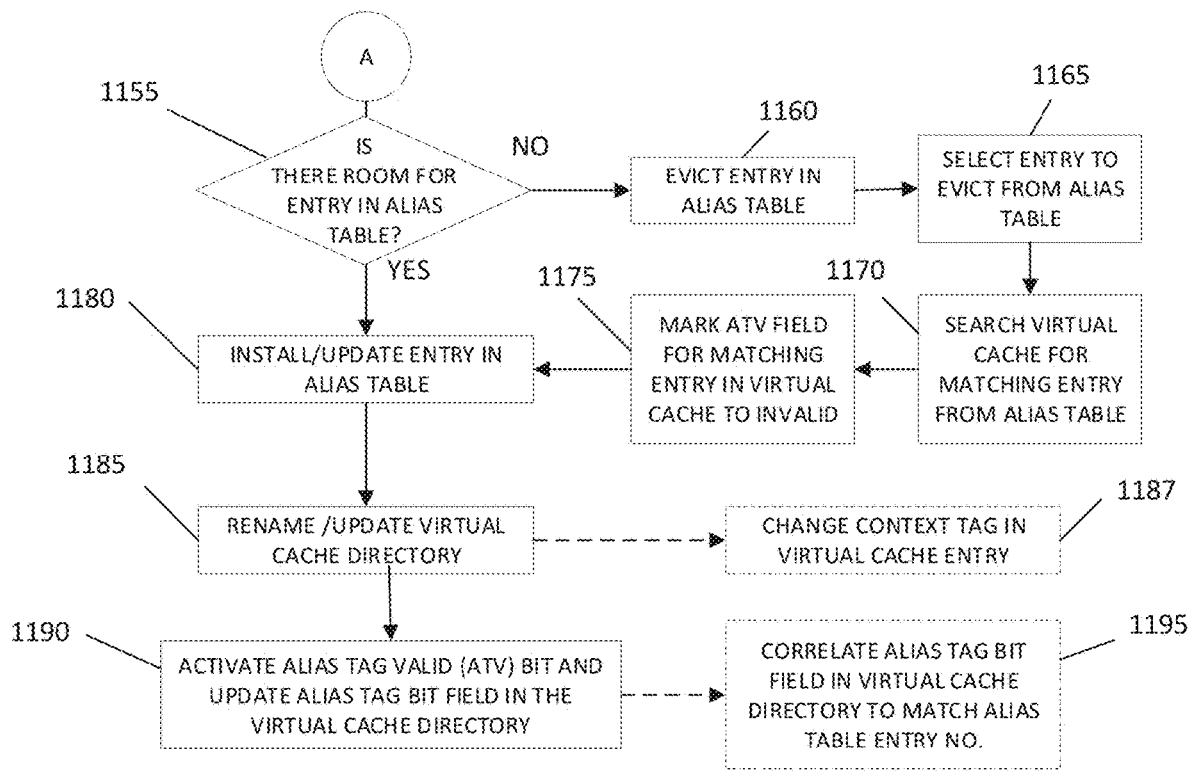 A
1155
IS
THERE ROOM FOR
ENTRY IN ALIAS
TABLE?
NO
YES
1160
EVICT ENTRY IN
ALIAS TABLE
1165
SELECT ENTRY TO
EVICT FROM ALIAS
TABLE
1170
SEARCH VIRTUAL
CACHE FOR
MATCHING ENTRY
FROM ALIAS TABLE
1175
MARK ATV FIELD
FOR MATCHING
ENTRY IN VIRTUAL
CACHE TO INVALID
1180
INSTALL/UPDATE ENTRY IN
ALIAS TABLE
1185
RENAME /UPDATE VIRTUAL
CACHE DIRECTORY
1187
CHANGE CONTEXT TAG IN
VIRTUAL CACHE ENTRY
1190
ACTIVATE ALIAS TAG VALID (ATV) BIT AND
UPDATE ALIAS TAG BIT FIELD IN THE
VIRTUAL CACHE DIRECTORY
1195
CORRELATE ALIAS TAG BIT
FIELD IN VIRTUAL CACHE
DIRECTORY TO MATCH ALIAS
TABLE ENTRY NO.